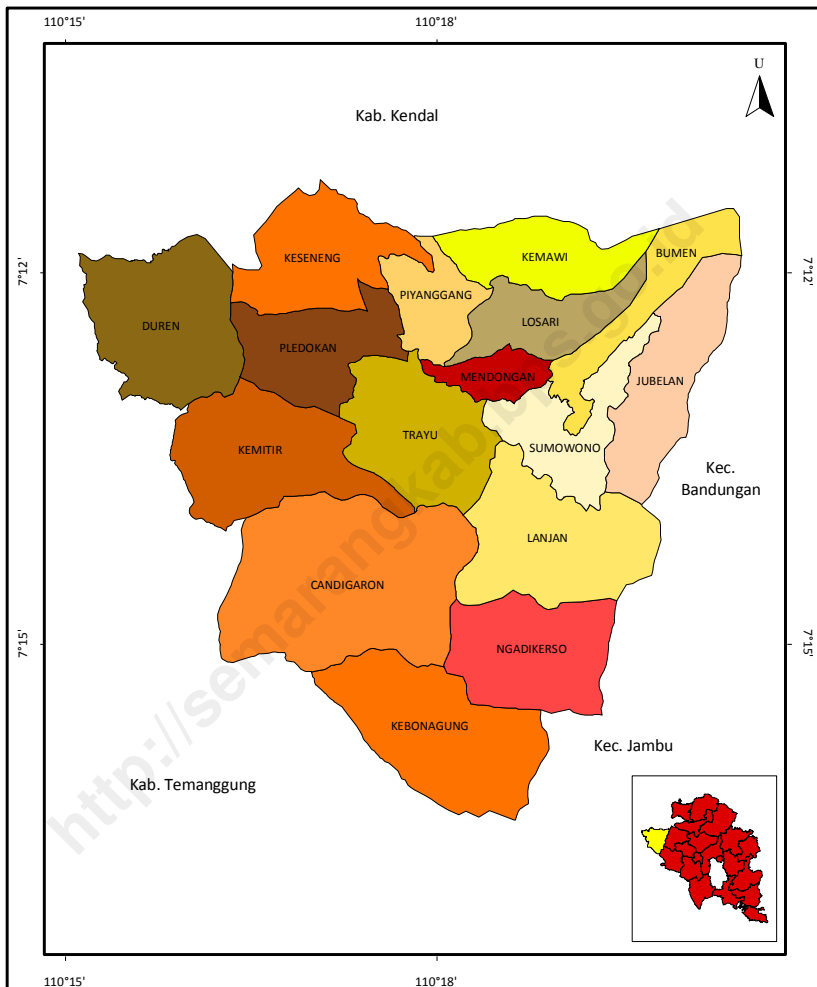 110°15'
110°18'
U
Kab. Kendal
7°12'
7°12'
KESENENG
KEMAWI
BUMEN
PIYANGGANG
DUREN
LOSARI
PLEDOKAN
MENDONGAN
JUBELAN
TRAYU
KEMITIR
SUMOWONO
Kec.
Bandungan
LANJAN
CANDIGARON
7°15'
7°15'
NGADIKERSO
KEBONAGUNG
Kec. Jambu
Kab. Temanggung
http://semarangkab.bps.go.id
110°15'
110°18'